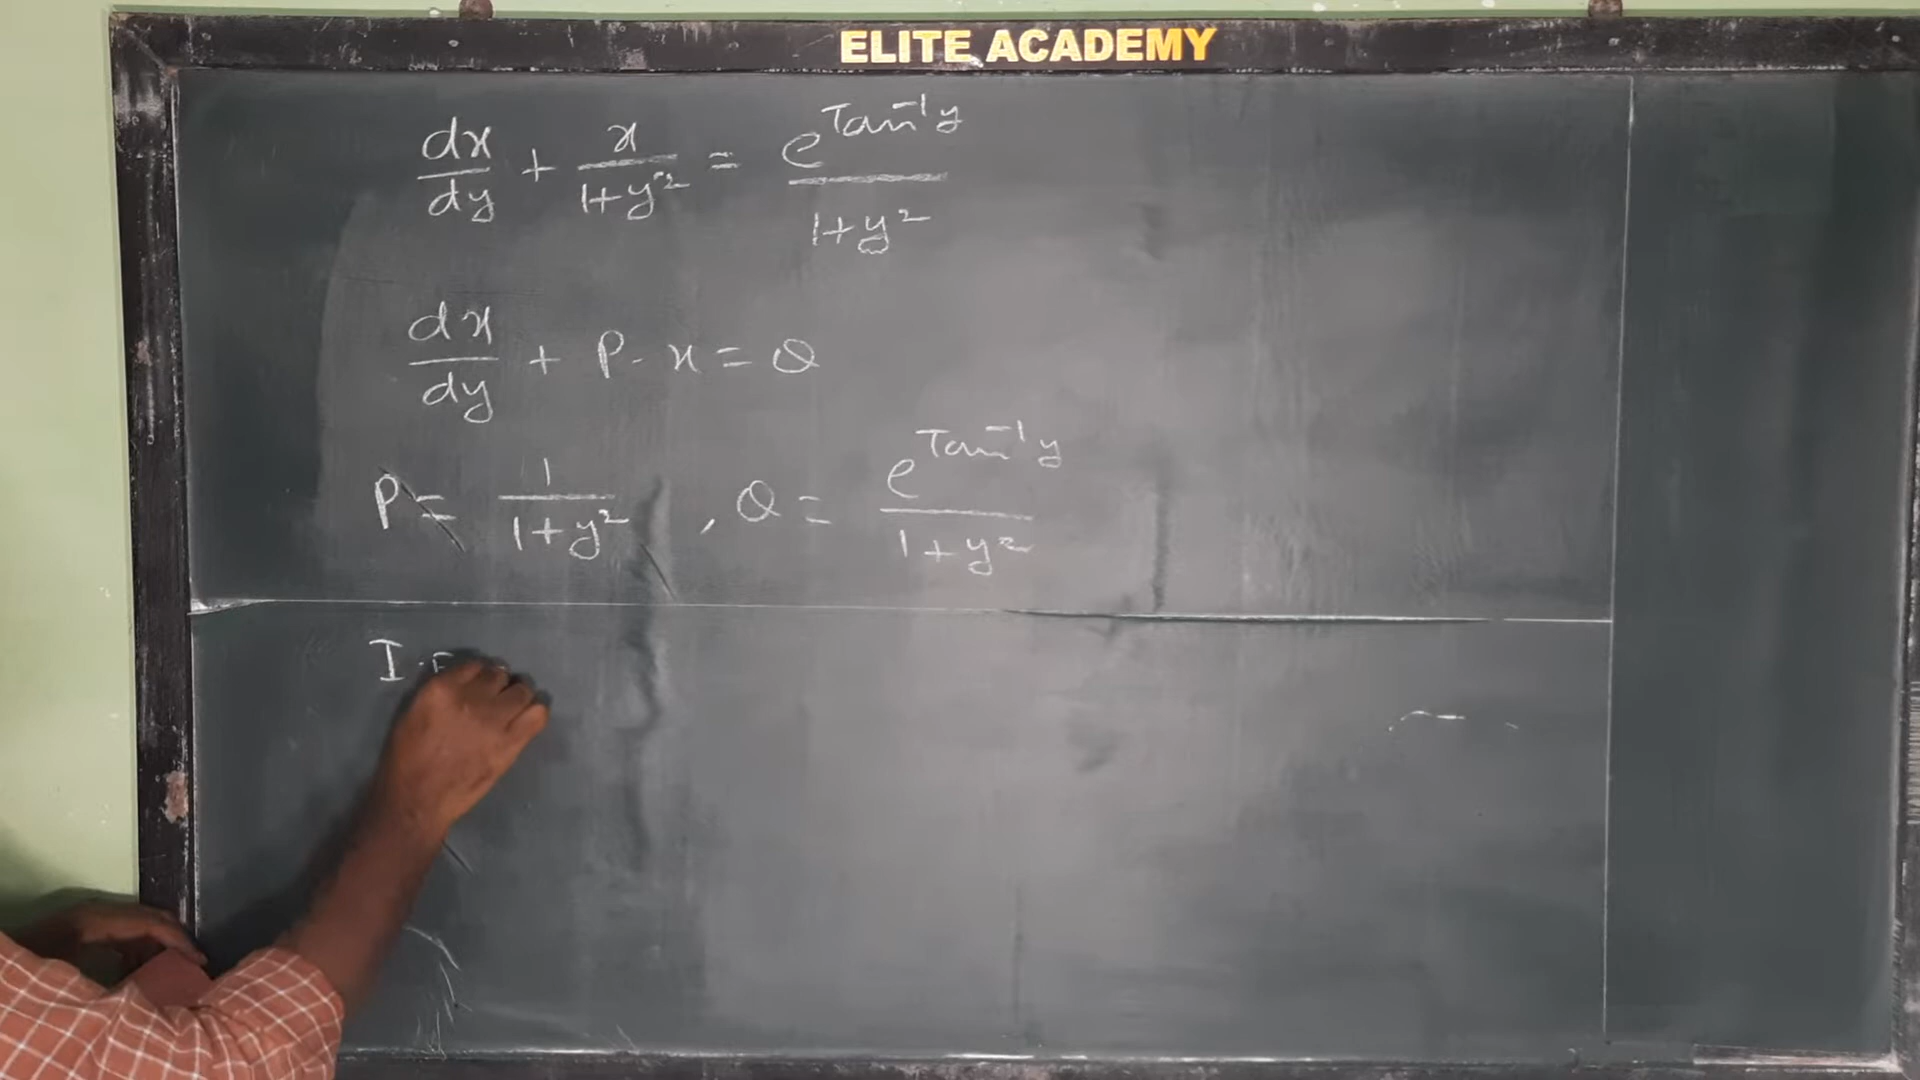 ELITE ACADEMY
dx/dy + x/(1+y²) = e^(Tan⁻¹y)/(1+y²)
dx/dy + P·x = Q
P = 1/(1+y²), Q = e^(Tan⁻¹y)/(1+y²)
I.F